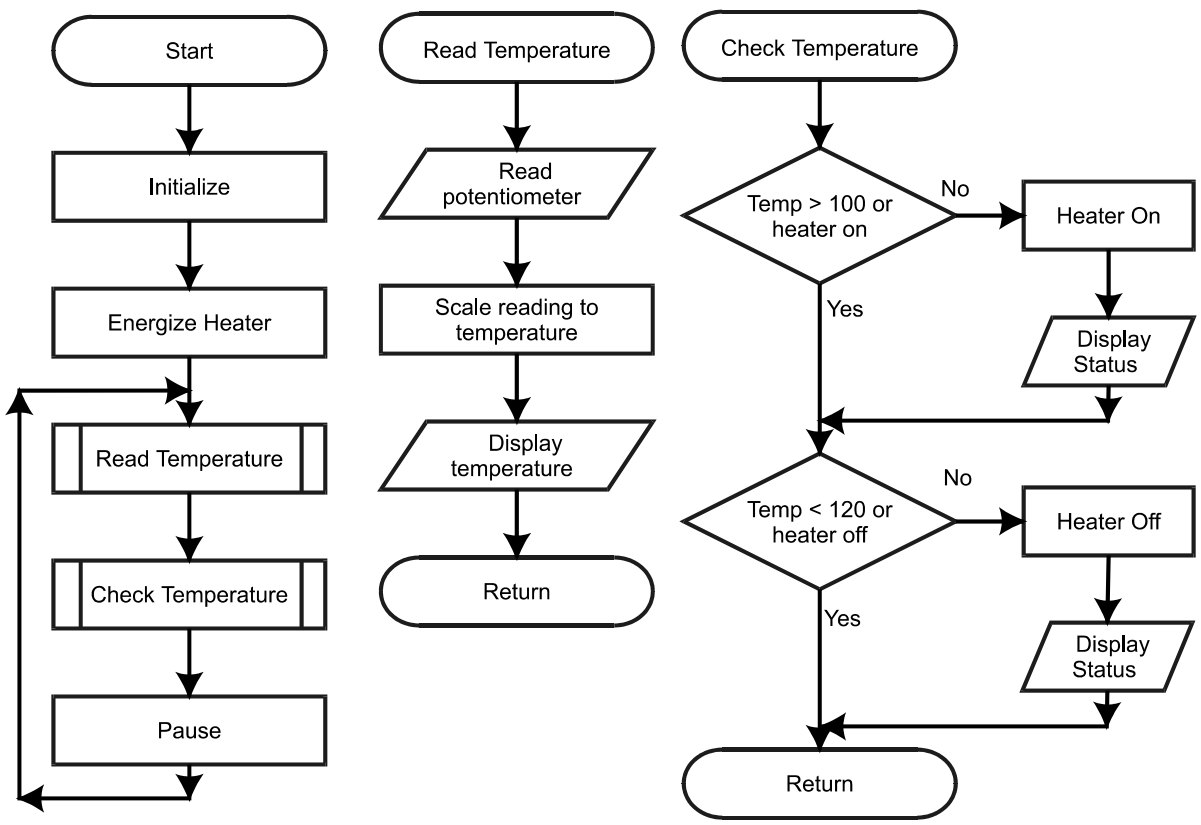 Start
Initialize
Energize Heater
Read Temperature
Check Temperature
Pause
Read Temperature
Read
potentiometer
Scale reading to
temperature
Display
temperature
Return
Check Temperature
Temp > 100 or
heater on
No
Heater On
Yes
Display
Status
Temp < 120 or
heater off
No
Heater Off
Yes
Display
Status
Return